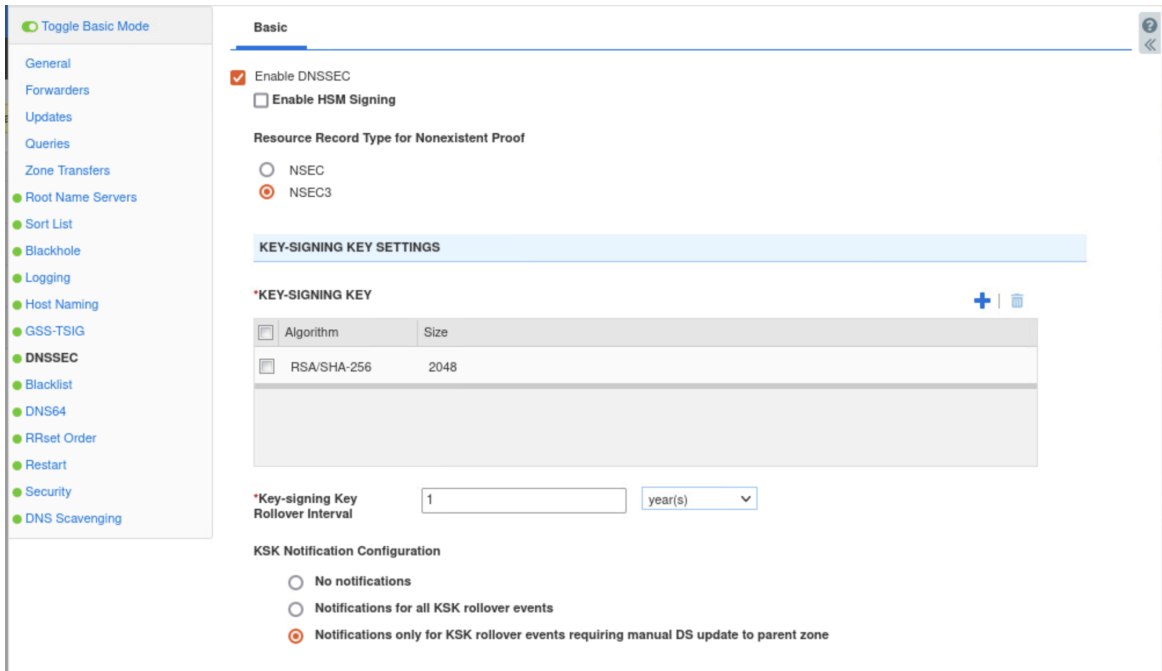 Toggle Basic Mode
General
Forwarders
Updates
Queries
Zone Transfers
Root Name Servers
Sort List
Blackhole
Logging
Host Naming
GSS-TSIG
DNSSEC
Blacklist
DNS64
RRset Order
Restart
Security
DNS Scavenging
Basic
?
Enable DNSSEC
Enable HSM Signing
Resource Record Type for Nonexistent Proof
NSEC
NSEC3
KEY-SIGNING KEY SETTINGS
*KEY-SIGNING KEY
Algorithm Size
RSA/SHA-256 2048
*Key-signing Key 1 year(s)
Rollover Interval
KSK Notification Configuration
No notifications
Notifications for all KSK rollover events
Notifications only for KSK rollover events requiring manual DS update to parent zone